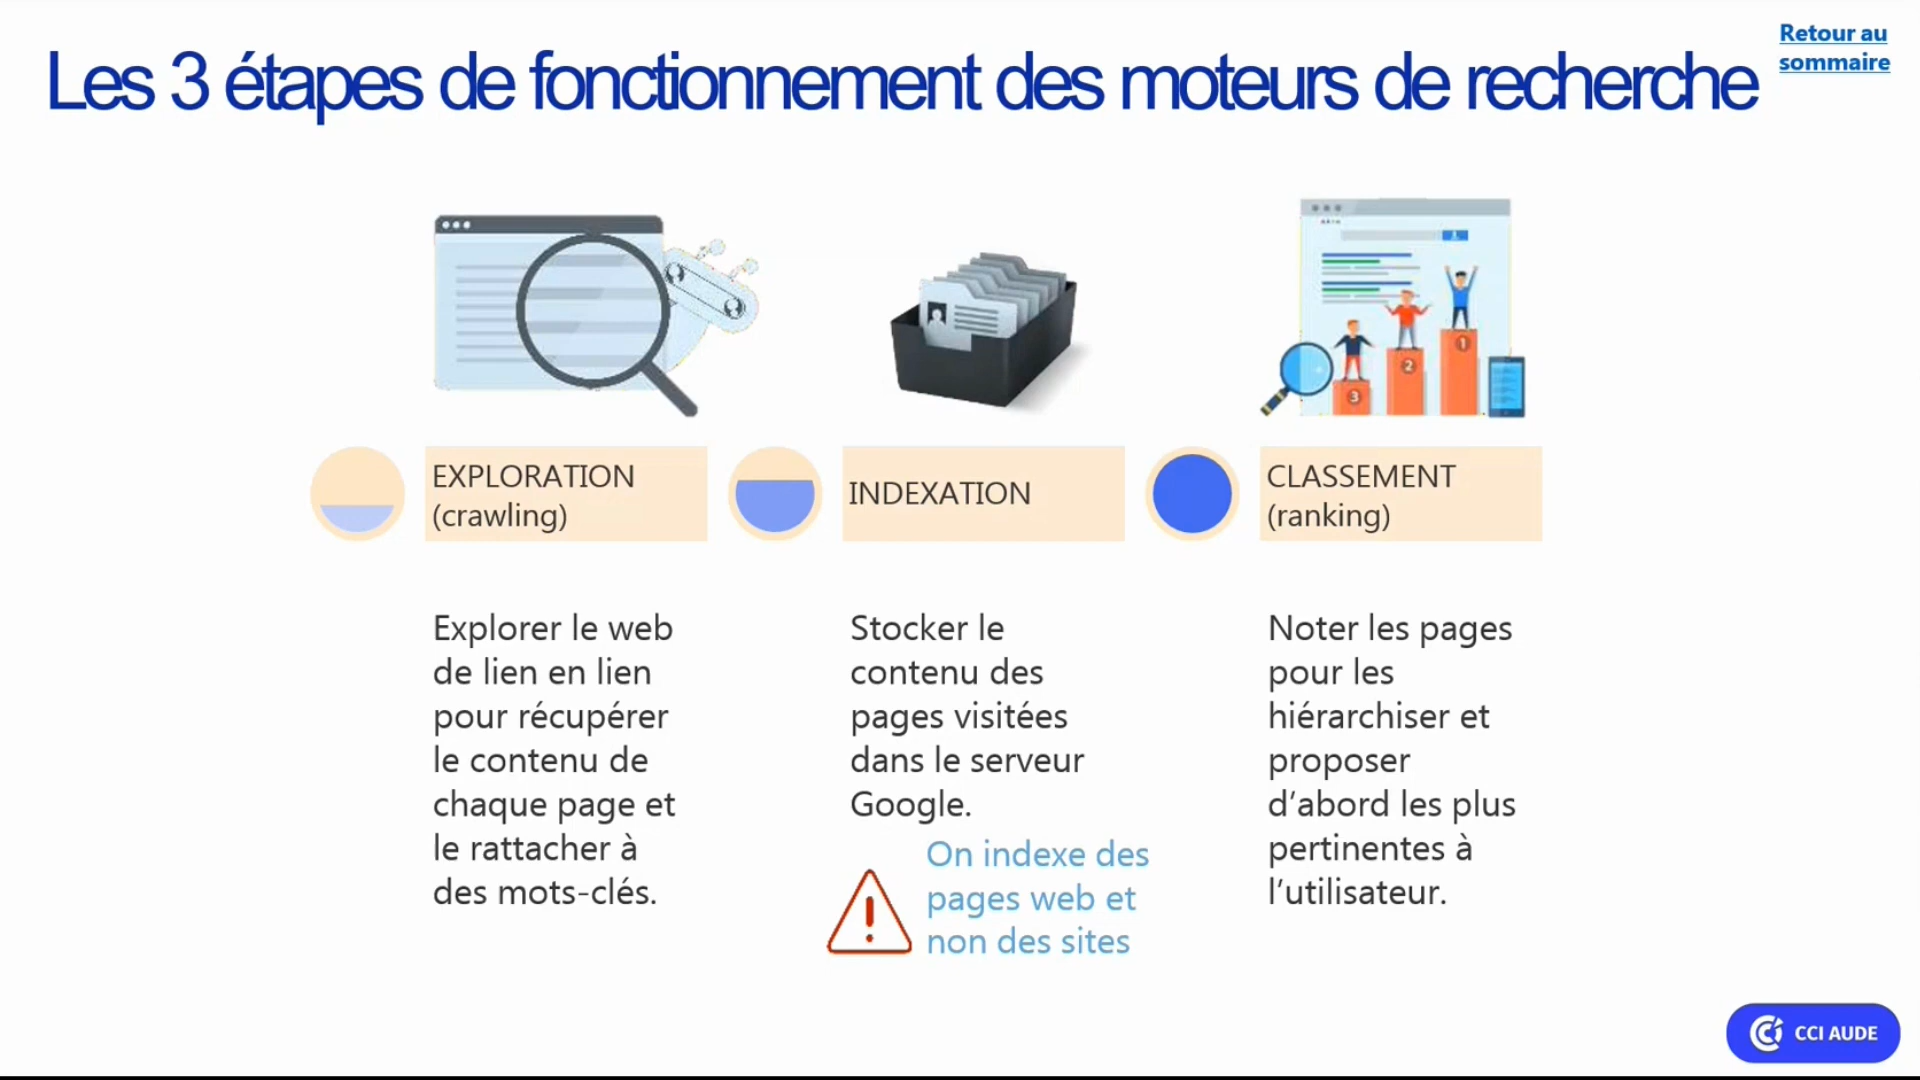 Retour au
sommaire
Les 3 étapes de fonctionnement des moteurs de recherche
3
2
1
EXPLORATION
(crawling)
INDEXATION
CLASSEMENT
(ranking)
Explorer le web
de lien en lien
pour récupérer
le contenu de
chaque page et
le rattacher à
des mots-clés.
Stocker le
contenu des
pages visitées
dans le serveur
Google.
On indexe des
pages web et
non des sites
Noter les pages
pour les
hiérarchiser et
proposer
d’abord les plus
pertinentes à
l’utilisateur.
CCI AUDE